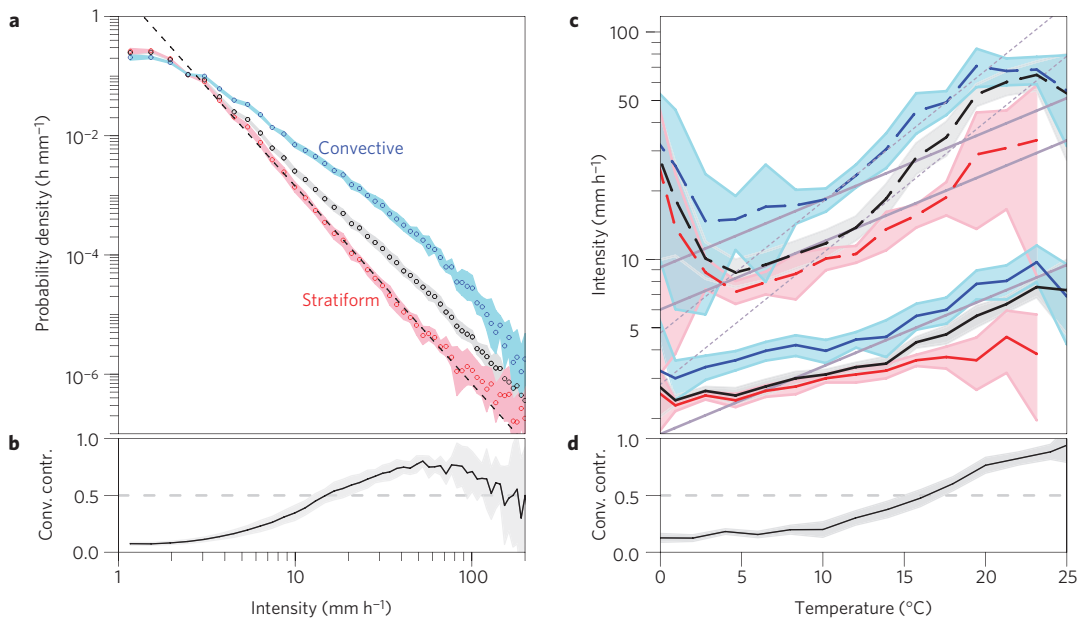 a
Probability density (h mm⁻¹)
1
10⁻²
10⁻⁴
10⁻⁶
Convective
Stratiform
b
Conv. contr.
1.0
0.5
0.0
1
10
100
Intensity (mm h⁻¹)
c
Intensity (mm h⁻¹)
100
50
10
5
d
Conv. contr.
1.0
0.5
0.0
0
5
10
15
20
25
Temperature (°C)